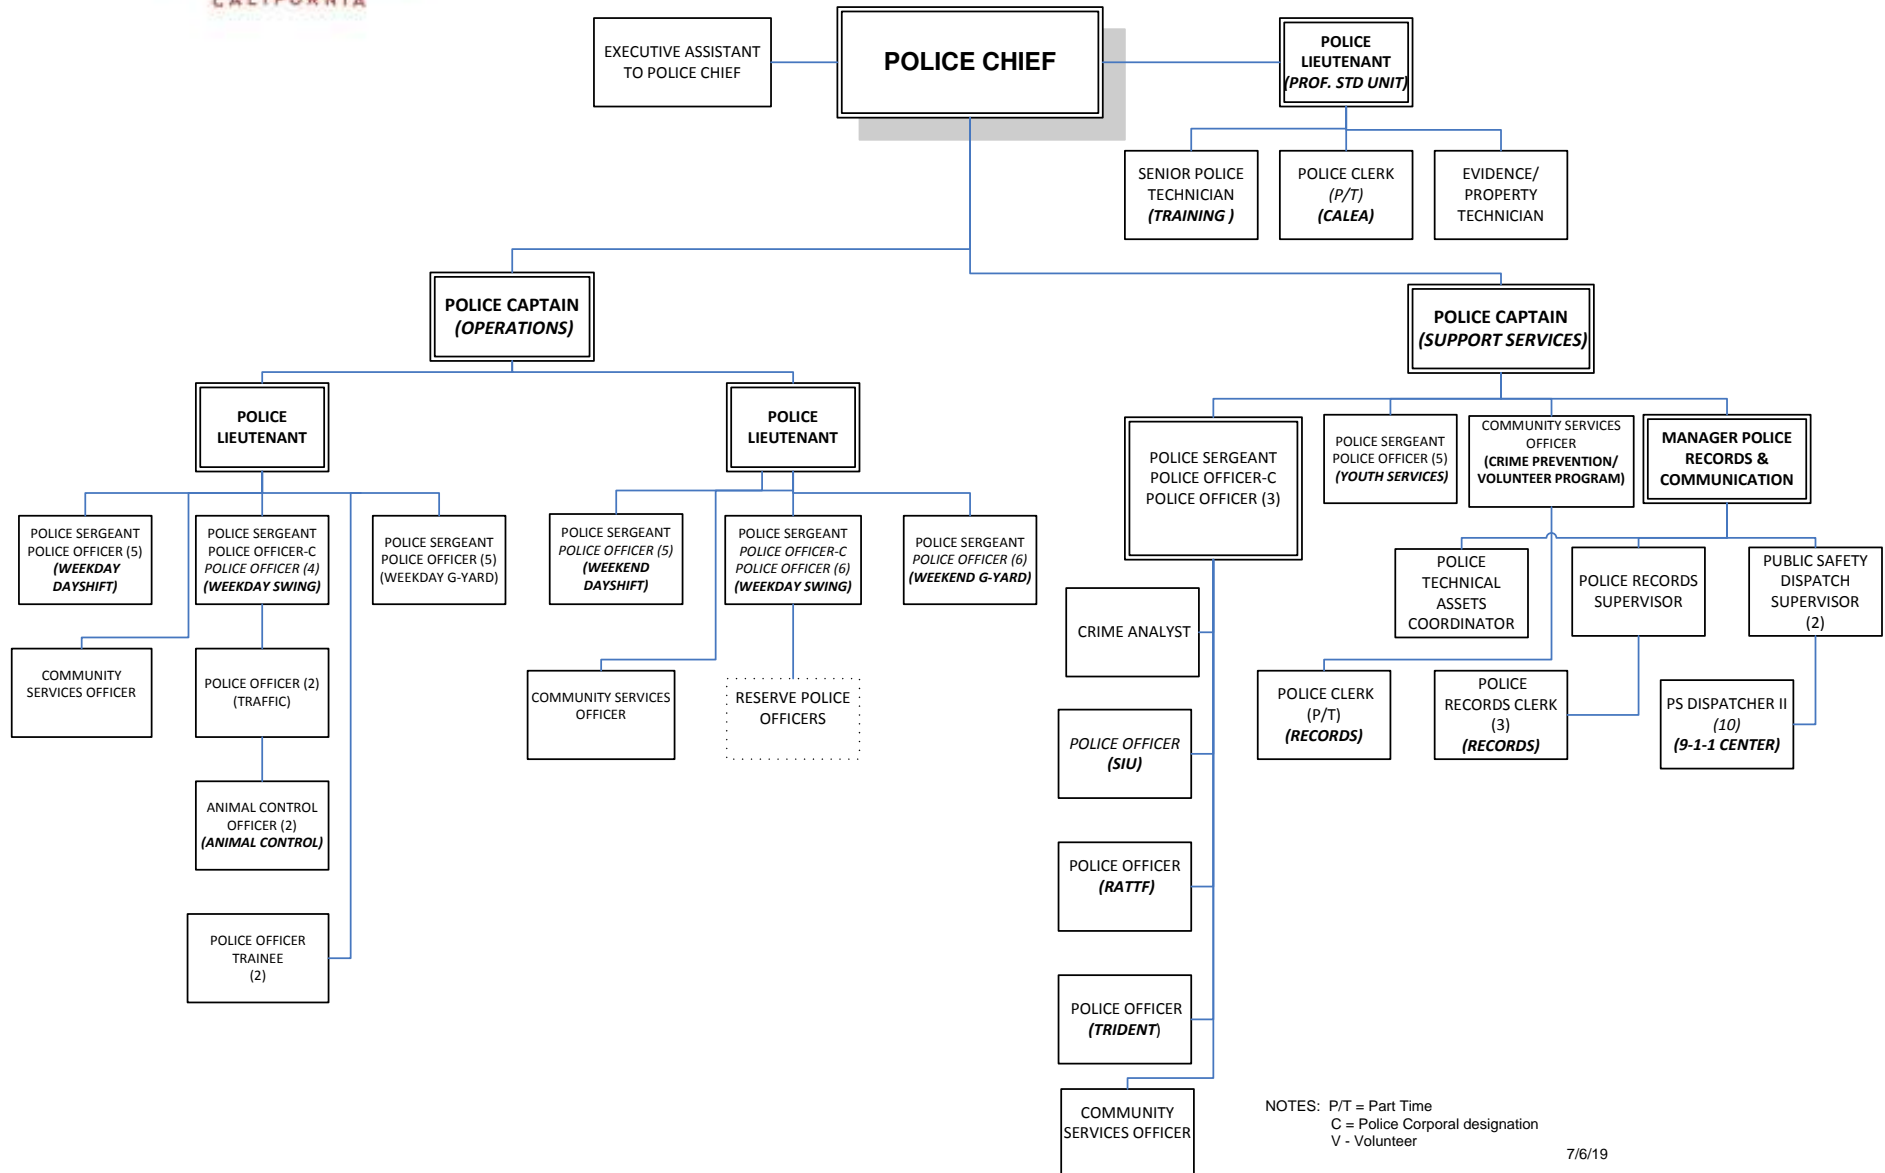 CALIFORNIA
EXECUTIVE ASSISTANT
TO POLICE CHIEF
POLICE CHIEF
POLICE
LIEUTENANT
(PROF. STD UNIT)
SENIOR POLICE
TECHNICIAN
(TRAINING )
POLICE CLERK
(P/T)
(CALEA)
EVIDENCE/
PROPERTY
TECHNICIAN
POLICE CAPTAIN
(OPERATIONS)
POLICE CAPTAIN
(SUPPORT SERVICES)
POLICE
LIEUTENANT
POLICE
LIEUTENANT
POLICE SERGEANT
POLICE OFFICER-C
POLICE OFFICER (3)
POLICE SERGEANT
POLICE OFFICER (5)
(YOUTH SERVICES)
COMMUNITY SERVICES
OFFICER
(CRIME PREVENTION/
VOLUNTEER PROGRAM)
MANAGER POLICE
RECORDS &
COMMUNICATION
POLICE SERGEANT
POLICE OFFICER (5)
(WEEKDAY
DAYSHIFT)
POLICE SERGEANT
POLICE OFFICER-C
POLICE OFFICER (4)
(WEEKDAY SWING)
POLICE SERGEANT
POLICE OFFICER (5)
(WEEKDAY G-YARD)
POLICE SERGEANT
POLICE OFFICER (5)
(WEEKEND
DAYSHIFT)
POLICE SERGEANT
POLICE OFFICER-C
POLICE OFFICER (6)
(WEEKDAY SWING)
POLICE SERGEANT
POLICE OFFICER (6)
(WEEKEND G-YARD)
POLICE
TECHNICAL
ASSETS
COORDINATOR
POLICE RECORDS
SUPERVISOR
PUBLIC SAFETY
DISPATCH
SUPERVISOR
(2)
COMMUNITY
SERVICES OFFICER
POLICE OFFICER (2)
(TRAFFIC)
COMMUNITY SERVICES
OFFICER
RESERVE POLICE
OFFICERS
CRIME ANALYST
POLICE CLERK
(P/T)
(RECORDS)
POLICE
RECORDS CLERK
(3)
(RECORDS)
PS DISPATCHER II
(10)
(9-1-1 CENTER)
POLICE OFFICER
(SIU)
ANIMAL CONTROL
OFFICER (2)
(ANIMAL CONTROL)
POLICE OFFICER
(RATTF)
POLICE OFFICER
TRAINEE
(2)
POLICE OFFICER
(TRIDENT)
COMMUNITY
SERVICES OFFICER
NOTES: P/T = Part Time
C = Police Corporal designation
V - Volunteer
7/6/19